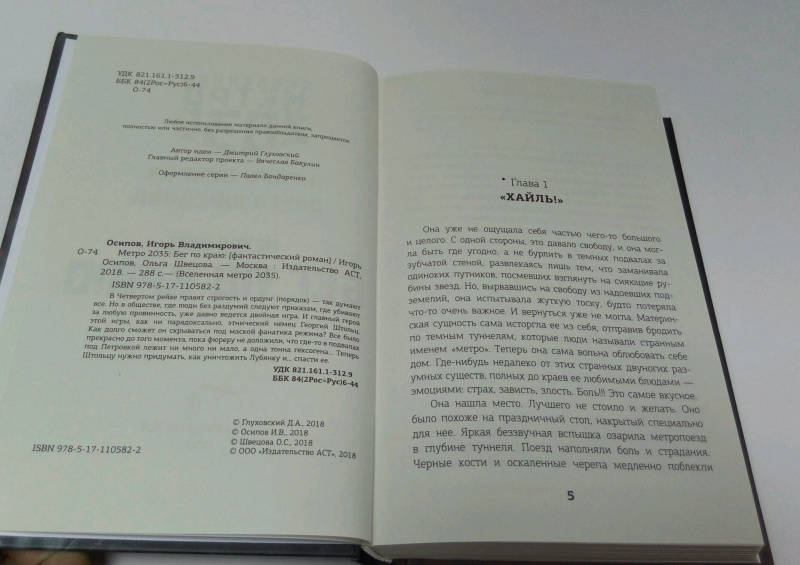 УДК 821.161.1-312.9
ББК 84(2Рос=Рус)6-44
О-74
Любое использование материала данной книги,
полностью или частично, без разрешения правообладателя, запрещается.
Автор идеи — Дмитрий Глуховский
Главный редактор проекта — Вячеслав Бакулин
Оформление серии — Павел Бондаренко
Осипов, Игорь Владимирович.
О-74 Метро 2035: Бег по краю: [фантастический роман] / Игорь
Осипов, Ольга Швецова. — Москва : Издательство АСТ,
2018. — 288 с.— (Вселенная метро 2035).
ISBN 978-5-17-110582-2
В Четвертом рейхе правят строгость и ордунг (порядок) — так думают
все. Но в обществе, где люди без раздумий следуют приказам, где убивают
за любую провинность, уже давно ведется двойная игра. И главный герой
этой игры, как ни парадоксально, этнический немец Георгий Штольц.
Как долго сможет он скрываться под маской фанатика режима? Все было
прекрасно до того момента, пока фюреру не доложили, что где-то в подвалах
под Петровкой лежит ни много ни мало, а одна тонна гексогена... Теперь
Штольцу нужно придумать, как уничтожить Лубянку и... спасти ее.
УДК 821.161.1-312.9
ББК 84(2Рос=Рус)6-44
© Глуховский Д.А., 2018
© Осипов И.В., 2018
© Швецова О.С., 2018
ISBN 978-5-17-110582-2
© ООО «Издательство АСТ», 2018
• Глава 1
«ХАЙЛЬ!»
Она уже не ощущала себя частью чего-то большого
и целого. С одной стороны, это давало свободу, и она мог-
ла быть где угодно, а не бурлить в темных подвалах за
зубчатой стеной, развлекаясь лишь тем, что заманивала
одиноких путников, посмевших взглянуть на сияющие ру-
бины звезд. Но, вырвавшись на свободу из надоевших под-
земелий, она испытывала жуткую тоску, будто потеряла
что-то очень важное. И вернуться уже не могла. Материн-
ская сущность сама исторгла ее из себя, отправив бродить
по темным туннелям, которые люди называли странным
именем «метро». Теперь она сама вольна облюбовать себе
дом. Где-нибудь недалеко от этих странных двуногих раз-
умных существ, полных до краев ее любимыми блюдами —
эмоциями: страх, зависть, злость. Боль!!! Это самое вкусное.
Она нашла место. Лучшего не стоило и желать. Оно
было похоже на праздничный стол, накрытый специально
для нее. Яркая беззвучная вспышка озарила метропоезд
в глубине туннеля. Поезд наполняли боль и страдания.
Черные кости и оскаленные черепа медленно поблекли
5